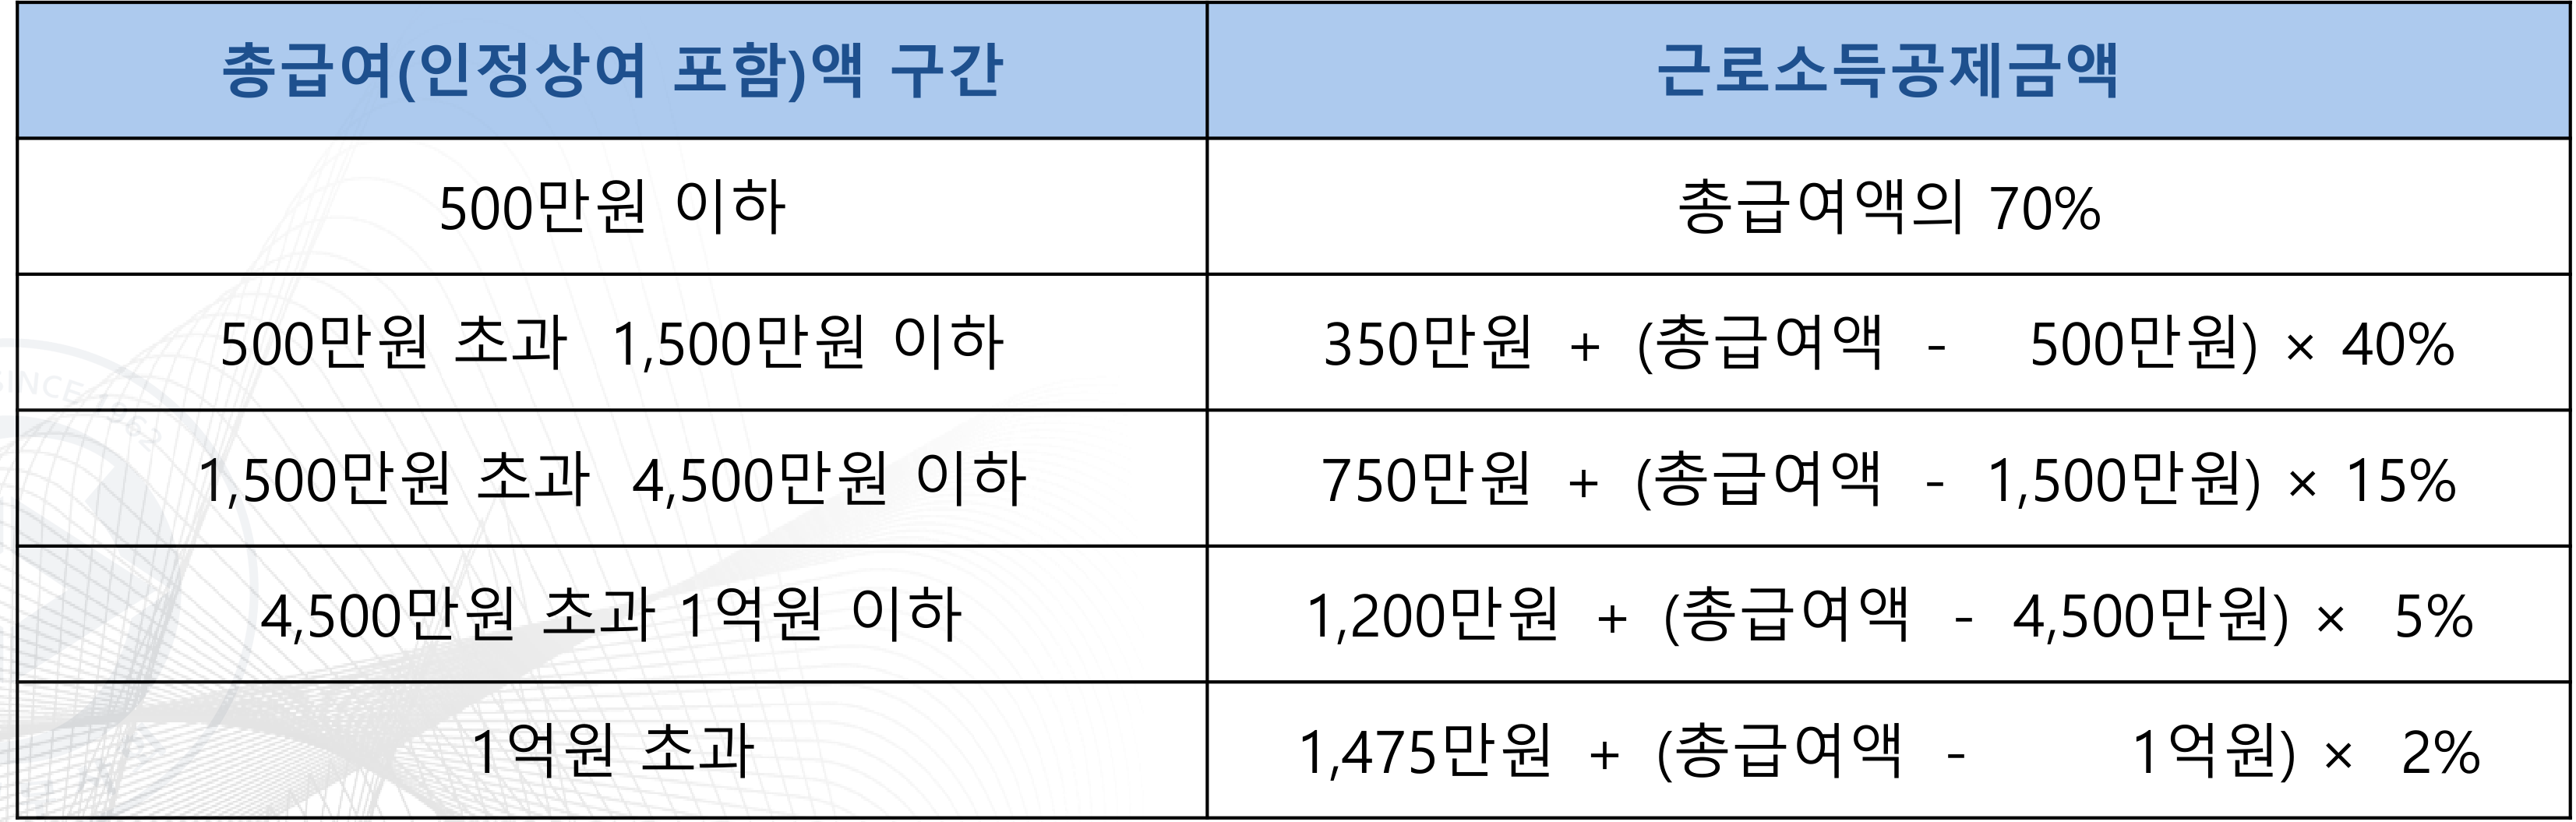 총급여(인정상여 포함)액 구간 근로소득공제금액
500만원 이하 총급여액의 70%
500만원 초과 1,500만원 이하 350만원 + (총급여액 - 500만원) × 40%
1,500만원 초과 4,500만원 이하 750만원 + (총급여액 - 1,500만원) × 15%
4,500만원 초과 1억원 이하 1,200만원 + (총급여액 - 4,500만원) × 5%
1억원 초과 1,475만원 + (총급여액 - 1억원) × 2%
SINCE 1962